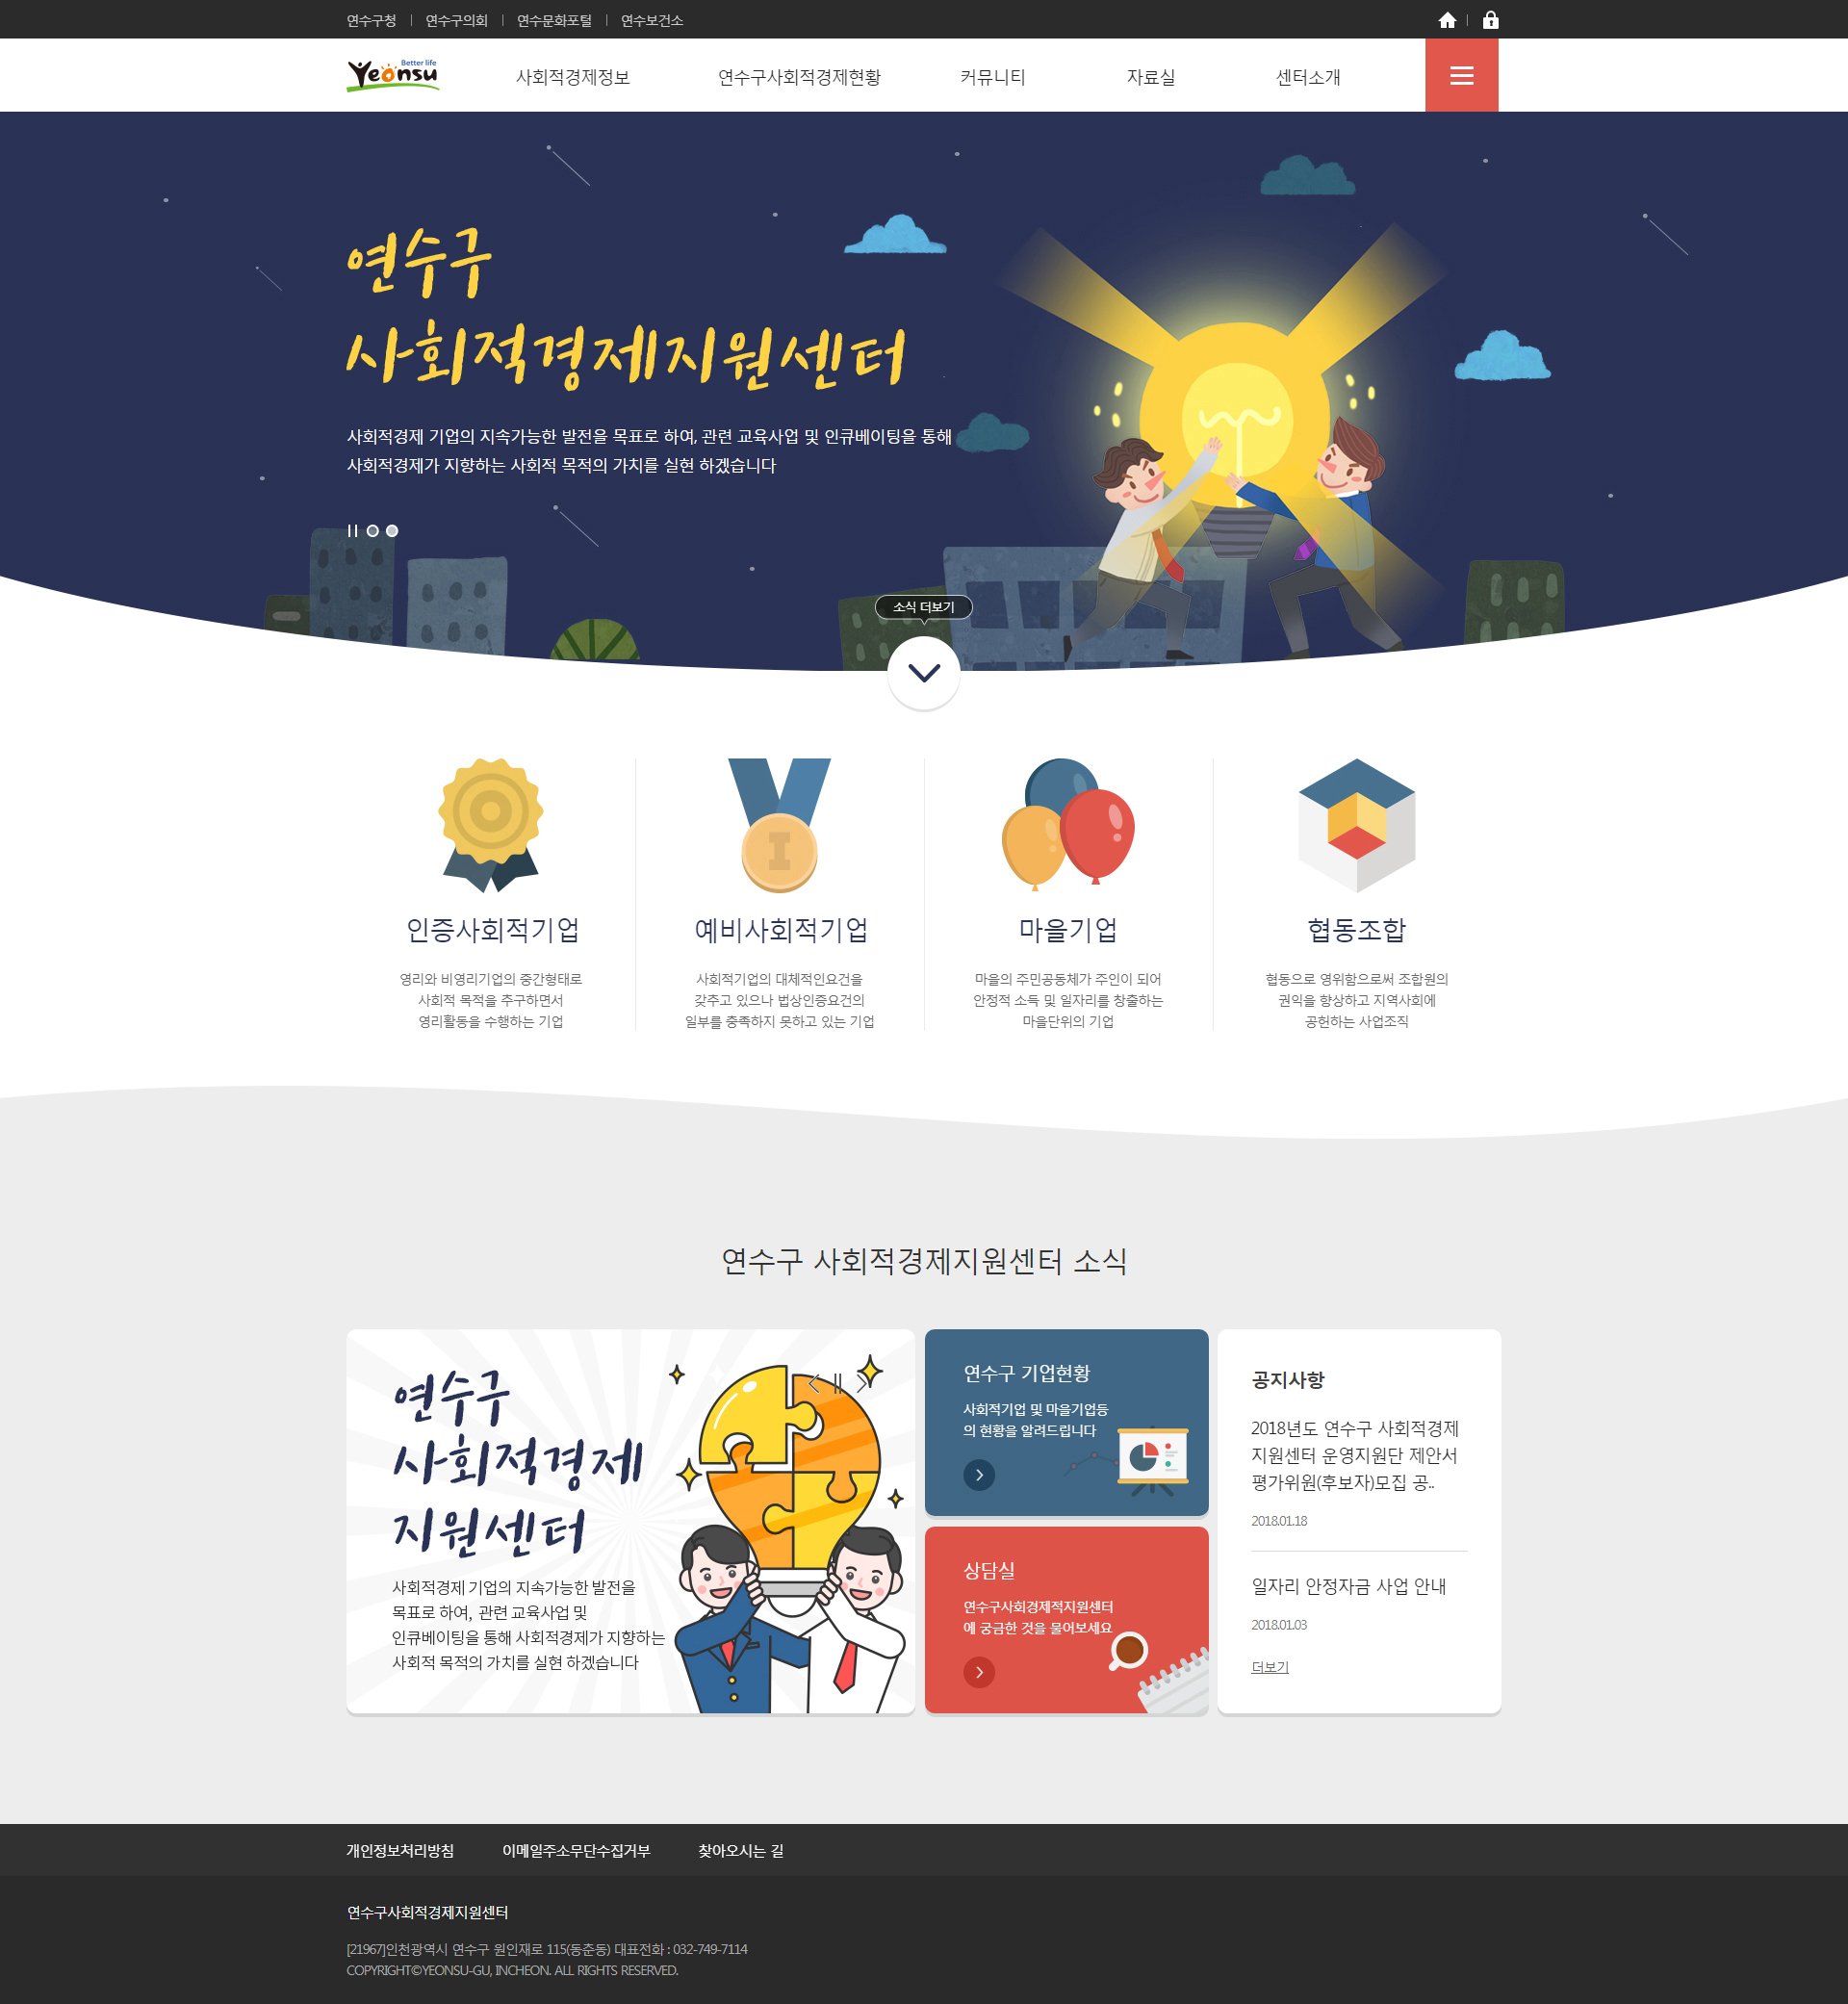 연수구청 | 연수구의회 | 연수문화포털 | 연수보건소
Better life
Yeonsu
사회적경제정보 연수구사회적경제현황 커뮤니티 자료실 센터소개
연수구
사회적경제지원센터
사회적경제 기업의 지속가능한 발전을 목표로 하여, 관련 교육사업 및 인큐베이팅을 통해
사회적경제가 지향하는 사회적 목적의 가치를 실현 하겠습니다
소식 더보기
인증사회적기업
영리와 비영리기업의 중간형태로
사회적 목적을 추구하면서
영리활동을 수행하는 기업
예비사회적기업
사회적기업의 대체적인요건을
갖추고 있으나 법상인증요건의
일부를 충족하지 못하고 있는 기업
마을기업
마을의 주민공동체가 주인이 되어
안정적 소득 및 일자리를 창출하는
마을단위의 기업
협동조합
협동으로 영위함으로써 조합원의
권익을 향상하고 지역사회에
공헌하는 사업조직
연수구 사회적경제지원센터 소식
연수구
사회적경제
지원센터
사회적경제 기업의 지속가능한 발전을
목표로 하여, 관련 교육사업 및
인큐베이팅을 통해 사회적경제가 지향하는
사회적 목적의 가치를 실현 하겠습니다
연수구 기업현황
사회적기업 및 마을기업등
의 현황을 알려드립니다
상담실
연수구사회경제적지원센터
에 궁금한 것을 물어보세요
공지사항
2018년도 연수구 사회적경제
지원센터 운영지원단 제안서
평가위원(후보자)모집 공..
2018.01.18
일자리 안정자금 사업 안내
2018.01.03
더보기
개인정보처리방침 이메일주소무단수집거부 찾아오시는 길
연수구사회적경제지원센터
[21967]인천광역시 연수구 원인재로 115(동춘동) 대표전화 : 032-749-7114
COPYRIGHT©YEONSU-GU, INCHEON. ALL RIGHTS RESERVED.